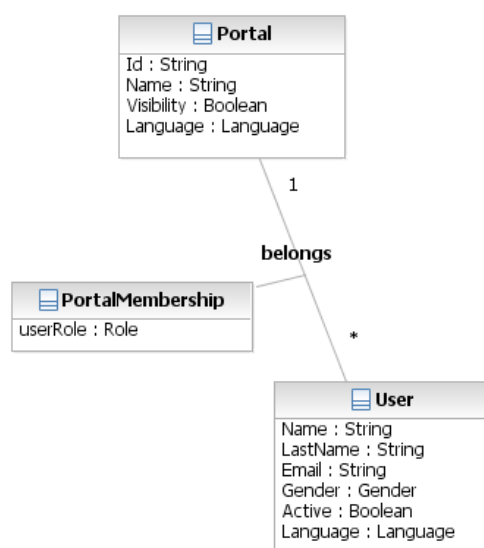 Portal
Id : String
Name : String
Visibility : Boolean
Language : Language
1
belongs
PortalMembership
userRole : Role
*
User
Name : String
LastName : String
Email : String
Gender : Gender
Active : Boolean
Language : Language